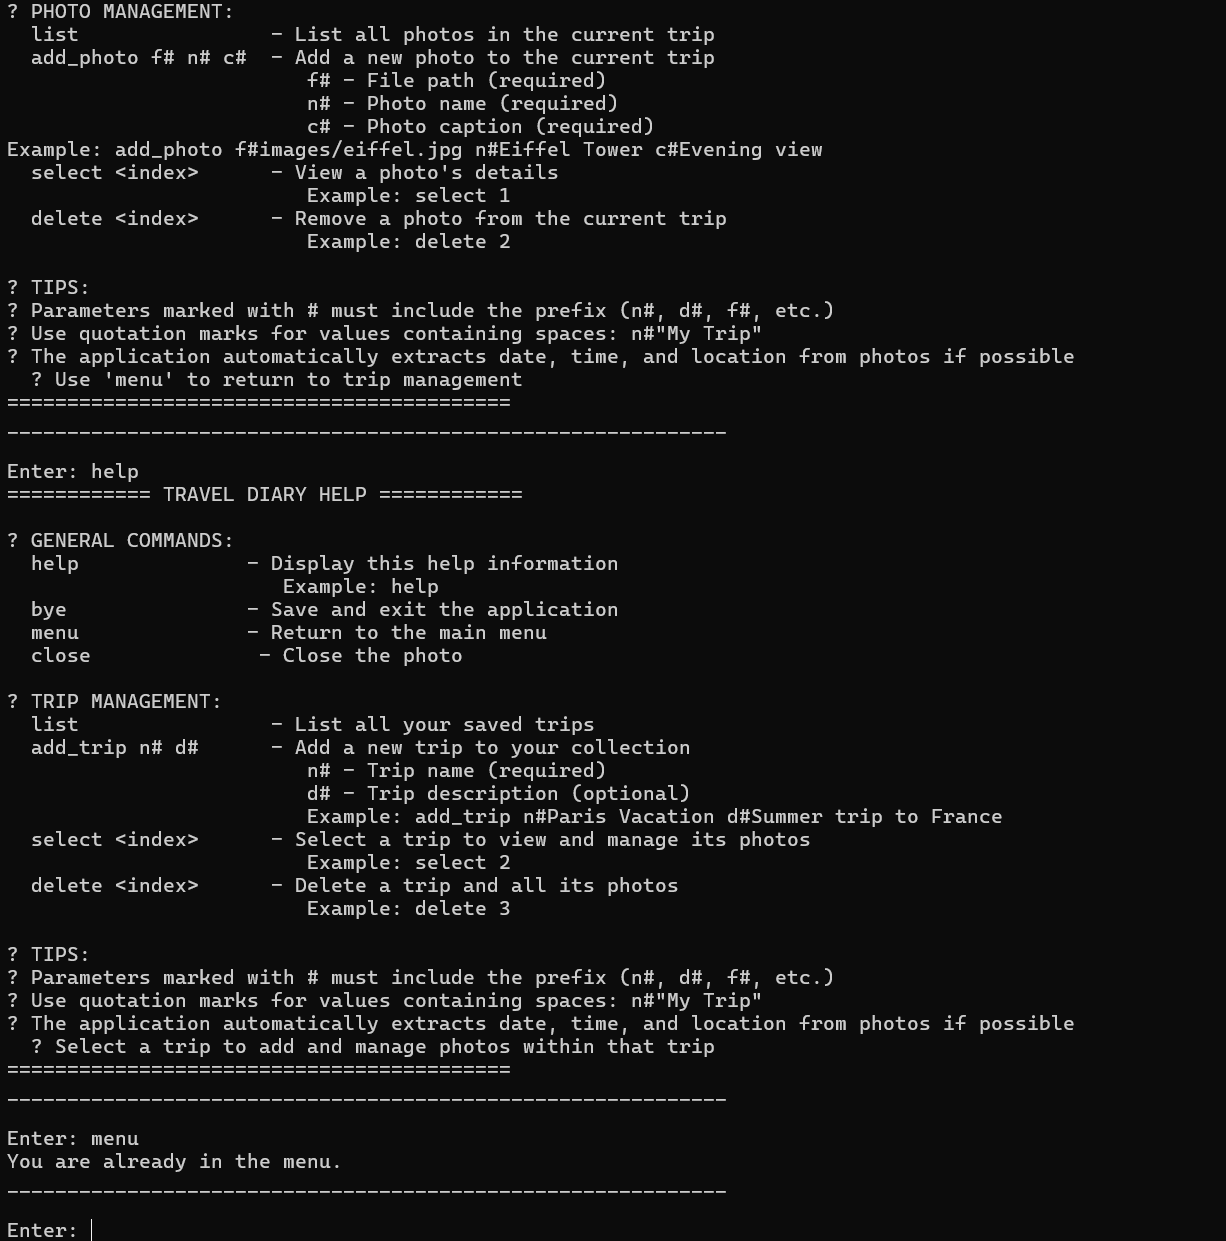 ? PHOTO MANAGEMENT:
  list                - List all photos in the current trip
  add_photo f# n# c#  - Add a new photo to the current trip
                         f# - File path (required)
                         n# - Photo name (required)
                         c# - Photo caption (required)
Example: add_photo f#images/eiffel.jpg n#Eiffel Tower c#Evening view
  select <index>      - View a photo's details
                         Example: select 1
  delete <index>      - Remove a photo from the current trip
                         Example: delete 2

? TIPS:
? Parameters marked with # must include the prefix (n#, d#, f#, etc.)
? Use quotation marks for values containing spaces: n#"My Trip"
? The application automatically extracts date, time, and location from photos if possible
  ? Use 'menu' to return to trip management
==========================================
____________________________________________________________

Enter: help
============ TRAVEL DIARY HELP ============

? GENERAL COMMANDS:
  help              - Display this help information
                       Example: help
  bye               - Save and exit the application
  menu              - Return to the main menu
  close              - Close the photo

? TRIP MANAGEMENT:
  list                - List all your saved trips
  add_trip n# d#      - Add a new trip to your collection
                         n# - Trip name (required)
                         d# - Trip description (optional)
                         Example: add_trip n#Paris Vacation d#Summer trip to France
  select <index>      - Select a trip to view and manage its photos
                         Example: select 2
  delete <index>      - Delete a trip and all its photos
                         Example: delete 3

? TIPS:
? Parameters marked with # must include the prefix (n#, d#, f#, etc.)
? Use quotation marks for values containing spaces: n#"My Trip"
? The application automatically extracts date, time, and location from photos if possible
  ? Select a trip to add and manage photos within that trip
==========================================
____________________________________________________________

Enter: menu
You are already in the menu.
____________________________________________________________

Enter: